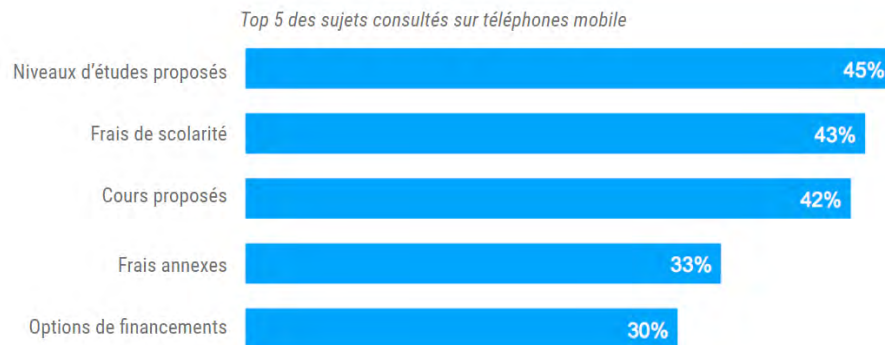 Top 5 des sujets consultés sur téléphones mobile
Niveaux d'études proposés 45%
Frais de scolarité 43%
Cours proposés 42%
Frais annexes 33%
Options de financements 30%